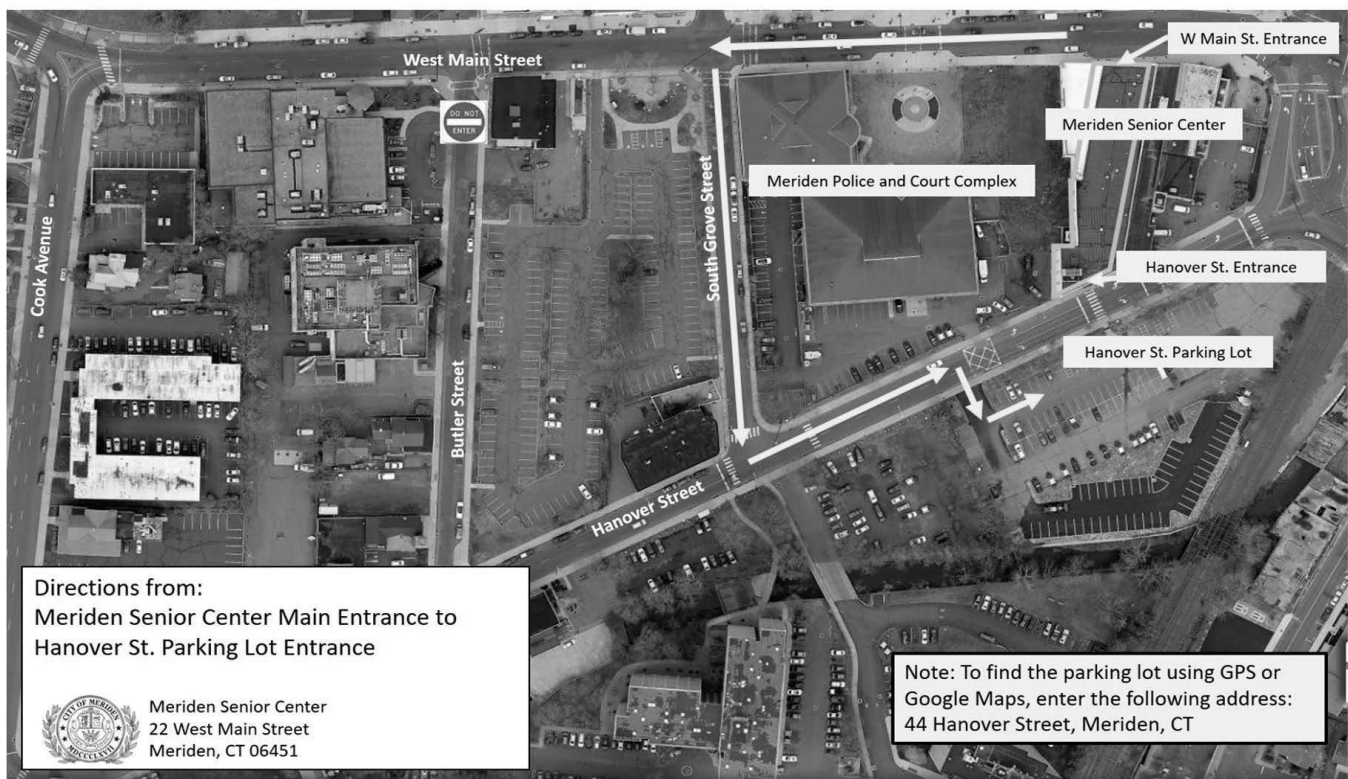 West Main Street
W Main St. Entrance
DO NOT
ENTER
Meriden Senior Center
Meriden Police and Court Complex
South Grove Street
Cook Avenue
Butler Street
Hanover St. Entrance
Hanover St. Parking Lot
Hanover Street
Directions from:
Meriden Senior Center Main Entrance to
Hanover St. Parking Lot Entrance
CITY OF MERIDEN
MDCCCLXVII
Meriden Senior Center
22 West Main Street
Meriden, CT 06451
Note: To find the parking lot using GPS or
Google Maps, enter the following address:
44 Hanover Street, Meriden, CT